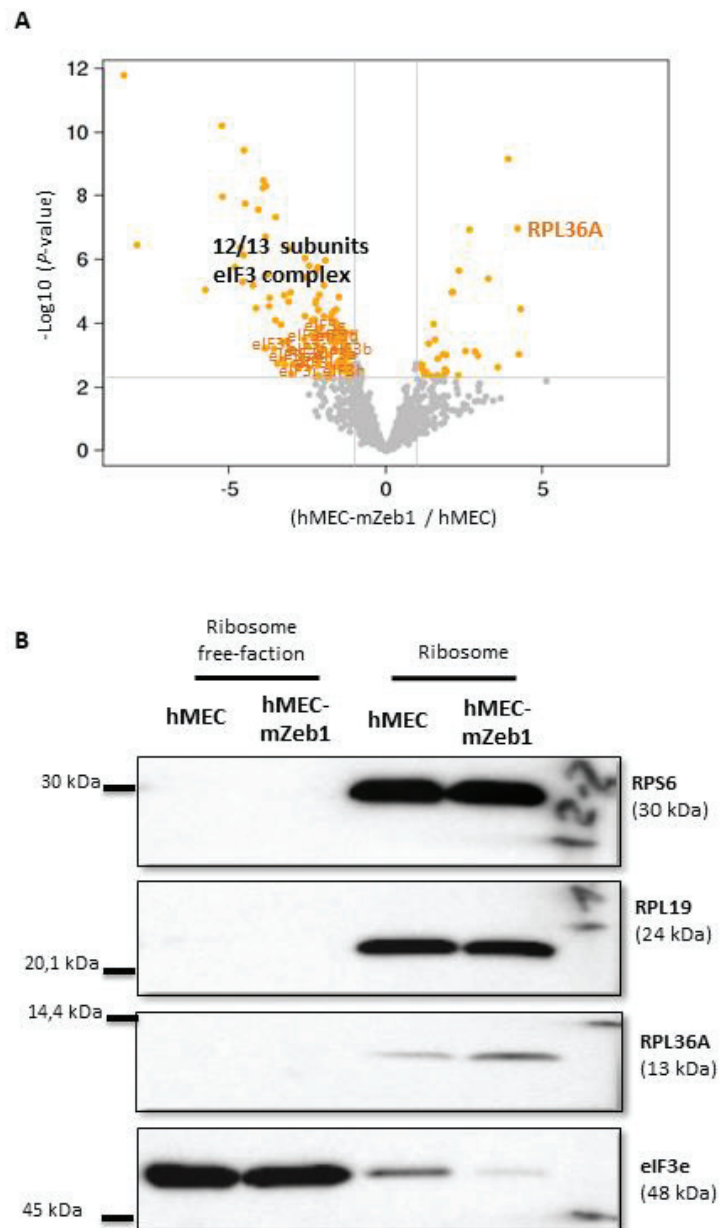 A
12
10
8
6
4
2
0
-Log10 (P-value)
12/13 subunits
eIF3 complex
RPL36A
eIF3b
-5
0
5
(hMEC-mZeb1 / hMEC)
B
Ribosome
free-faction
Ribosome
hMEC
hMEC-
mZeb1
hMEC
hMEC-
mZeb1
30 kDa
RPS6
(30 kDa)
RPL19
(24 kDa)
20,1 kDa
14,4 kDa
RPL36A
(13 kDa)
eIF3e
(48 kDa)
45 kDa